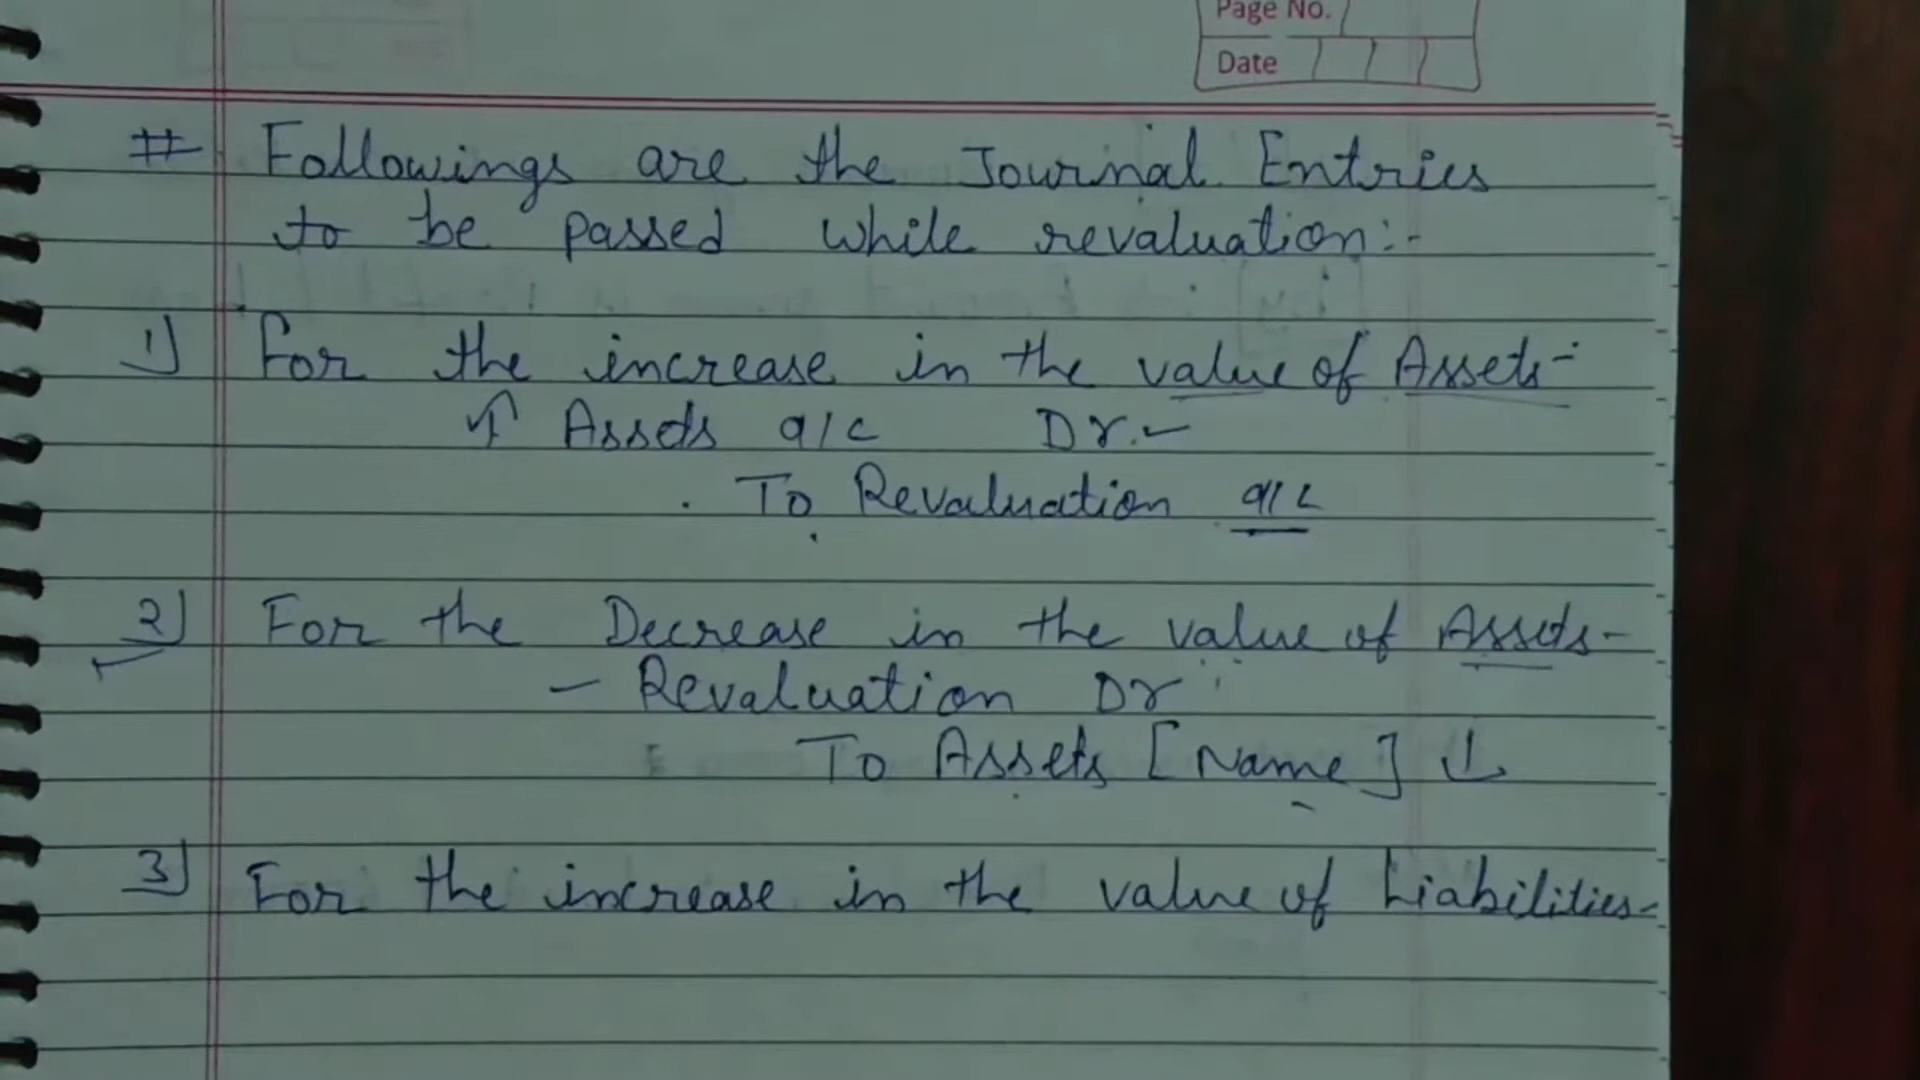 Page No.
Date
# Followings are the Journal Entries
to be passed while revaluation:-
1) For the increase in the value of Assets-
↑ Assets a/c Dr.
To Revaluation a/c
2) For the Decrease in the value of Assets-
- Revaluation Dr
To Assets [Name] ↓
3) For the increase in the value of Liabilities-